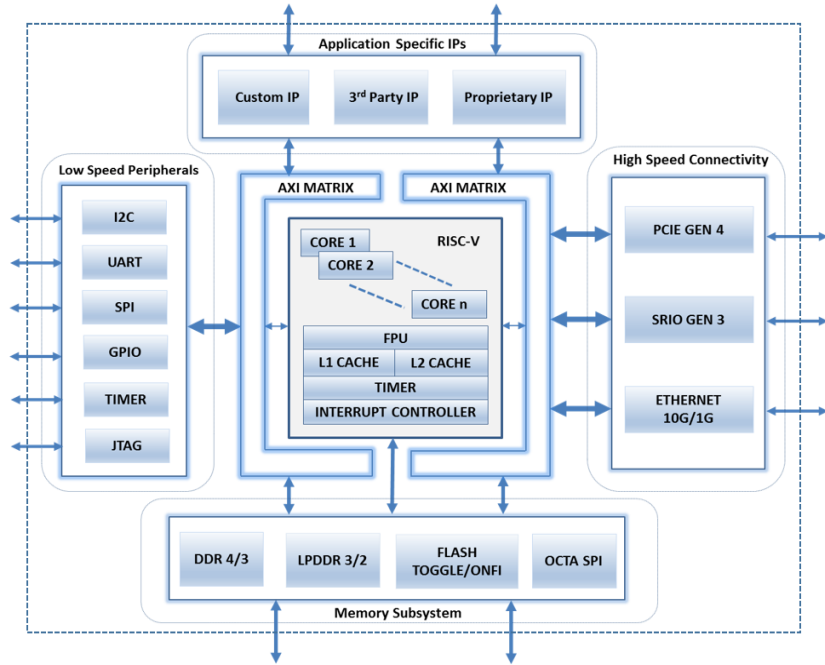 Application Specific IPs
Custom IP
3rd Party IP
Proprietary IP
Low Speed Peripherals
I2C
UART
SPI
GPIO
TIMER
JTAG
AXI MATRIX
AXI MATRIX
RISC-V
CORE 1
CORE 2
CORE n
FPU
L1 CACHE
L2 CACHE
TIMER
INTERRUPT CONTROLLER
High Speed Connectivity
PCIE GEN 4
SRIO GEN 3
ETHERNET
10G/1G
DDR 4/3
LPDDR 3/2
FLASH
TOGGLE/ONFI
OCTA SPI
Memory Subsystem